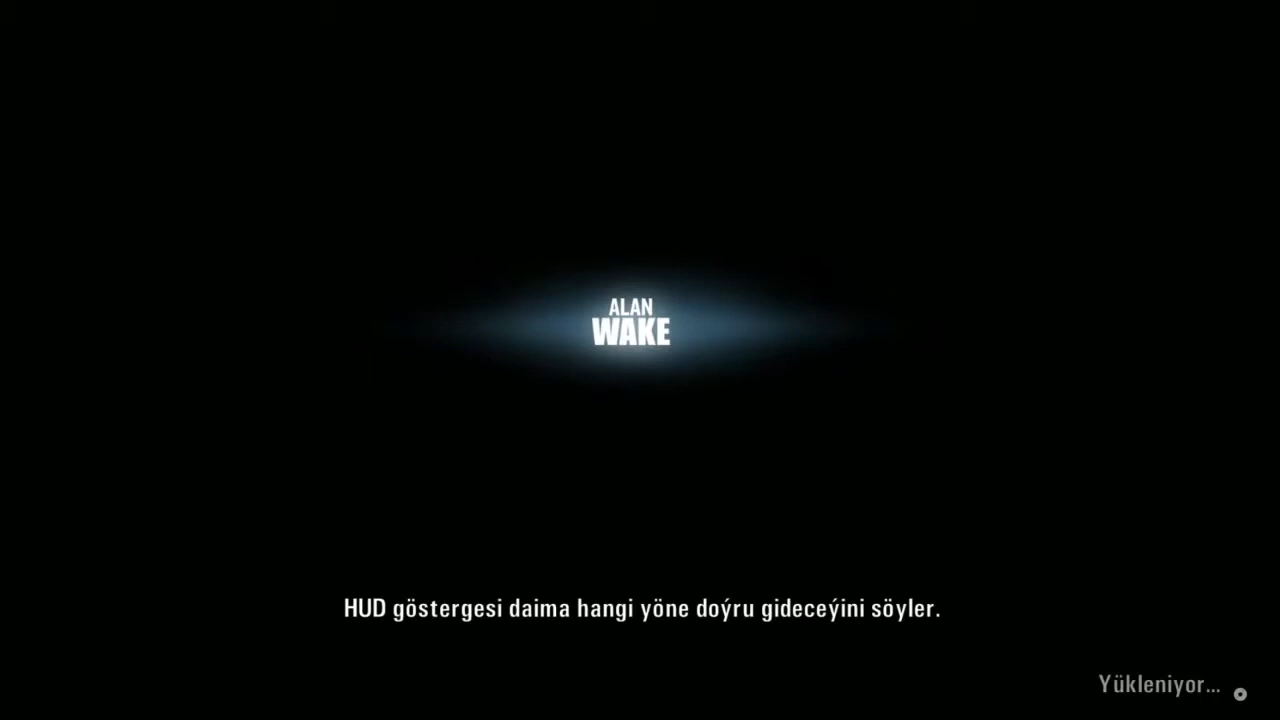 ALAN
WAKE
HUD göstergesi daima hangi yöne doýru gideceýini söyler.
Yükleniyor...